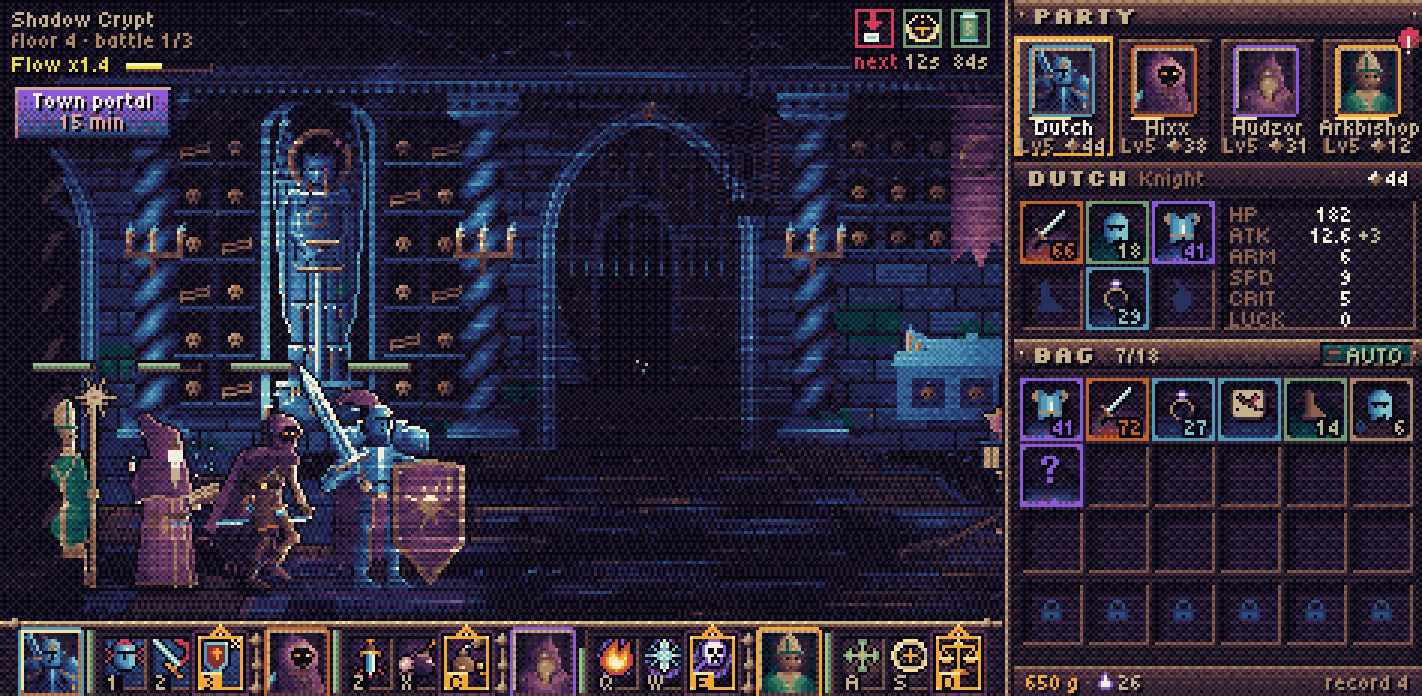 Shadow Crypt
floor 4 · battle 1/3
Flow x1.4
Town portal
15 min
next 12s 84s
PARTY
!
Dutch Hixx Audzor Arkbishop
Lv5 44 Lv5 38 Lv5 31 Lv5 12
DUTCH Knight 44
66 18 41
29
HP 182
ATK 12.6 +3
ARM 6
SPD 9
CRIT 5
LUCK 0
BAG 7/18 AUTO
41 72 27 14 6
?
1 2 3 Z X C Q W E A S D
650 g 26 record 4